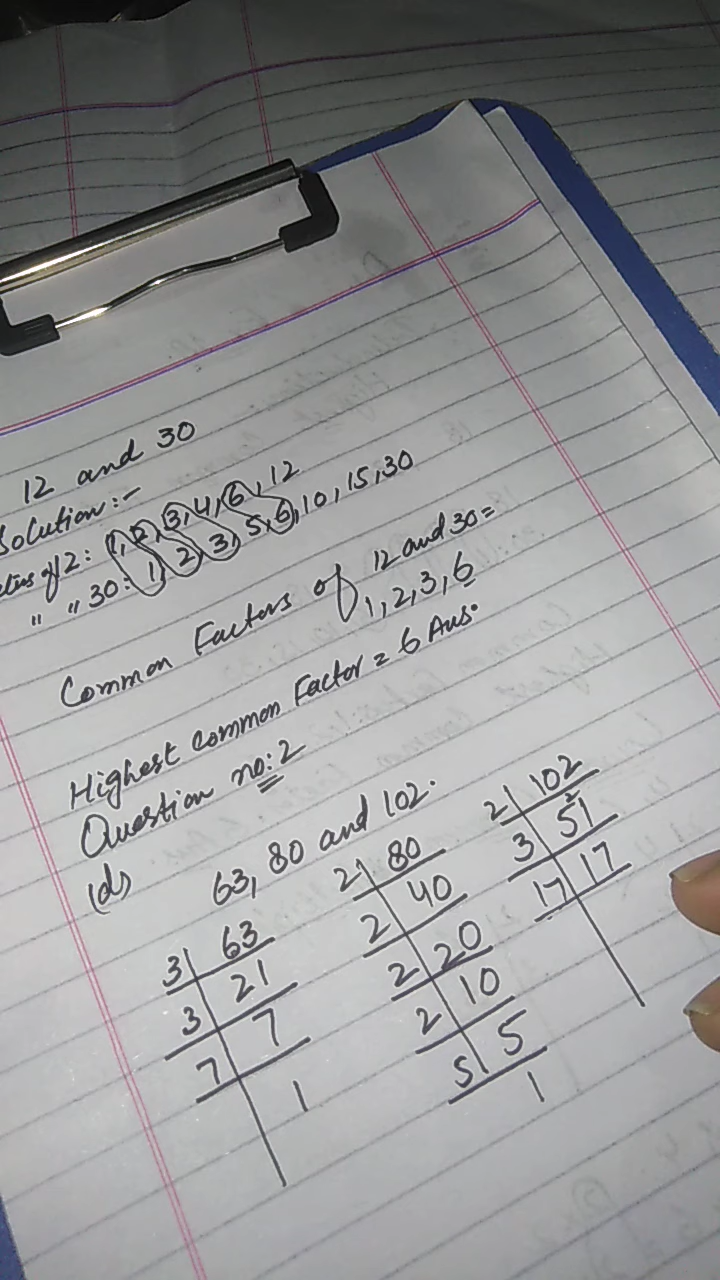 12 and 30
Solution:-
of 12: 1, 2, 3, 4, 6, 12
" " 30: 1, 2, 3, 5, 6, 10, 15, 30
Common Factors of 12 and 30 =
1, 2, 3, 6
Highest common Factor = 6 Ans.
Question no: 2
(d) 63, 80 and 102.
3 | 63
3 | 21
7 | 7
1
2 | 80
2 | 40
2 | 20
2 | 10
5 | 5
1
2 | 102
3 | 51
17 | 17